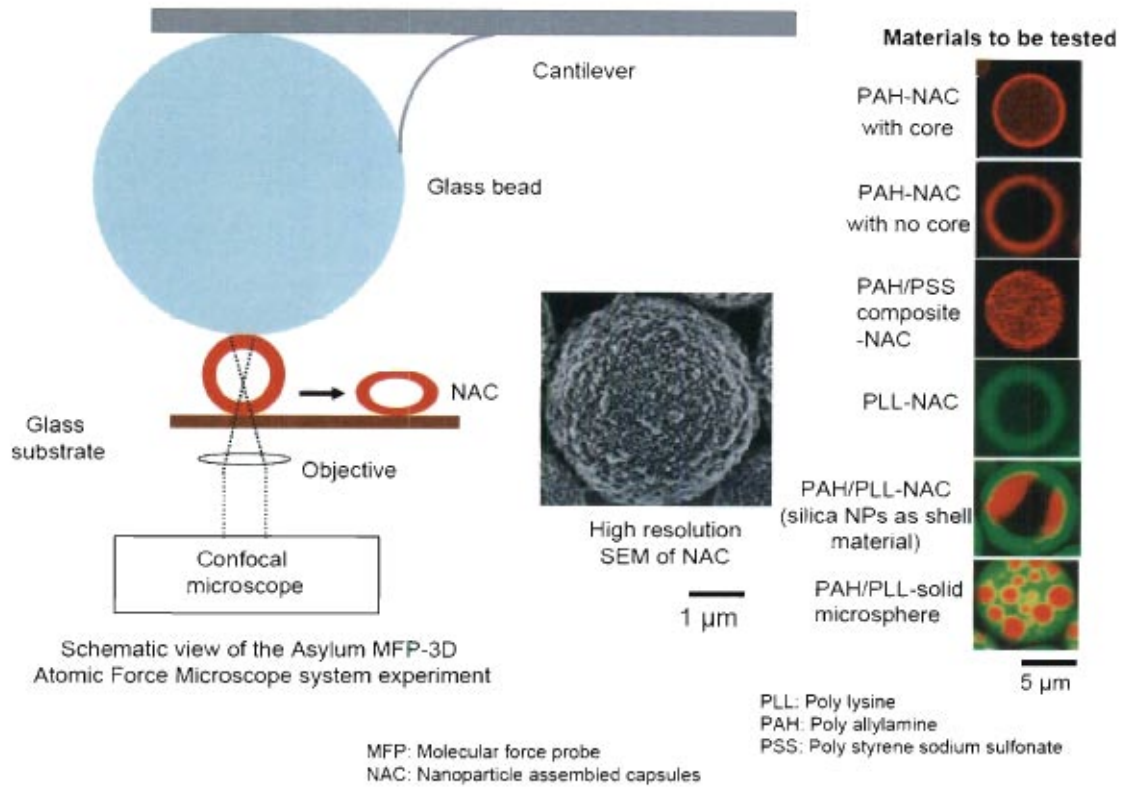 Cantilever
Glass bead
NAC
Glass
substrate
Objective
Confocal
microscope
Schematic view of the Asylum MFP-3D
Atomic Force Microscope system experiment
High resolution
SEM of NAC
1 µm
Materials to be tested
PAH-NAC
with core
PAH-NAC
with no core
PAH/PSS
composite
-NAC
PLL-NAC
PAH/PLL-NAC
(silica NPs as shell
material)
PAH/PLL-solid
microsphere
5 µm
PLL: Poly lysine
PAH: Poly allylamine
PSS: Poly styrene sodium sulfonate
MFP: Molecular force probe
NAC: Nanoparticle assembied capsules